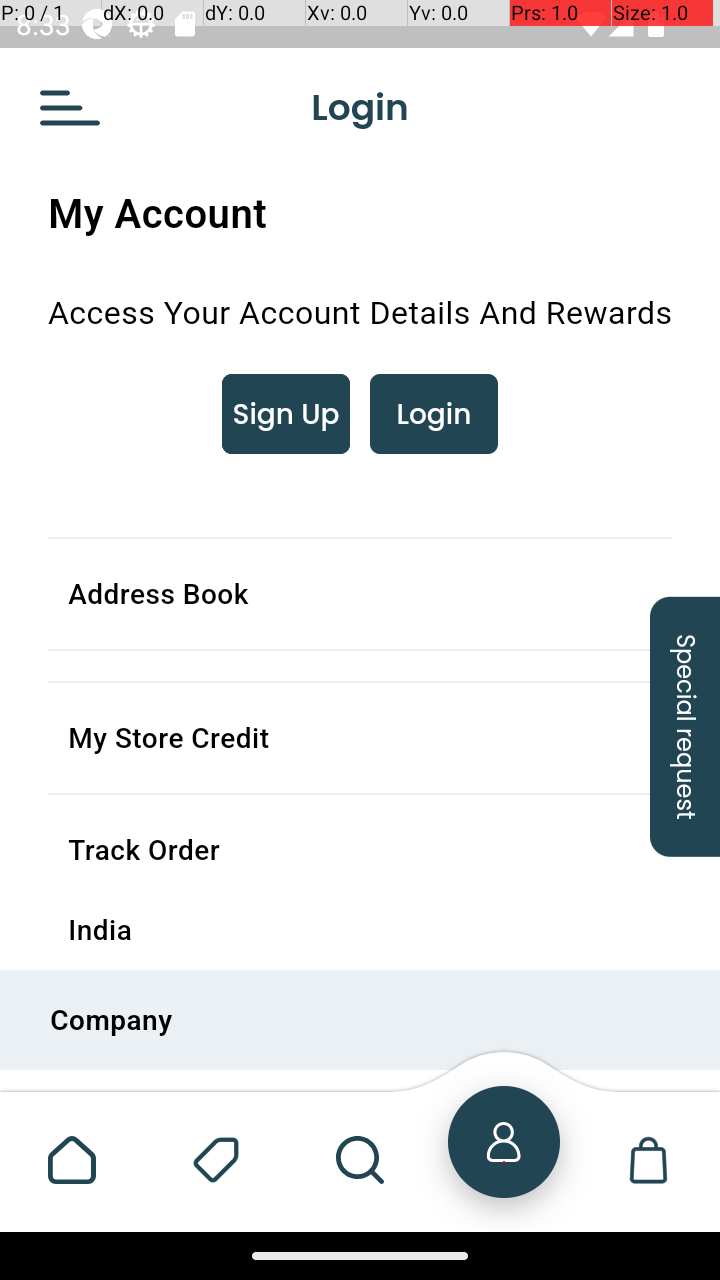 P: 0 / 1 dX: 0.0 dY: 0.0 Xv: 0.0 Yv: 0.0 Prs: 1.0 Size: 1.0
8:33
Login
My Account
Access Your Account Details And Rewards
Sign Up Login
Address Book
Special request
My Store Credit
Track Order
India
Company